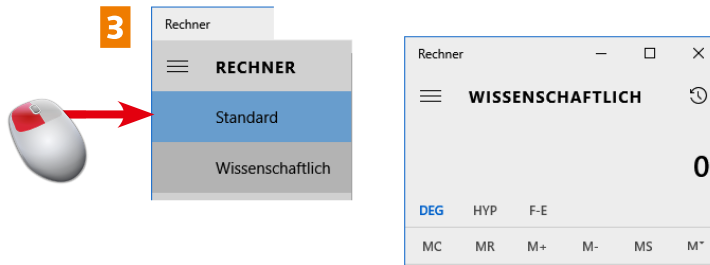 3
Rechner
RECHNER
Standard
Wissenschaftlich
Rechner
WISSENSCHAFTLICH
0
DEG HYP F-E
MC MR M+ M- MS M˅